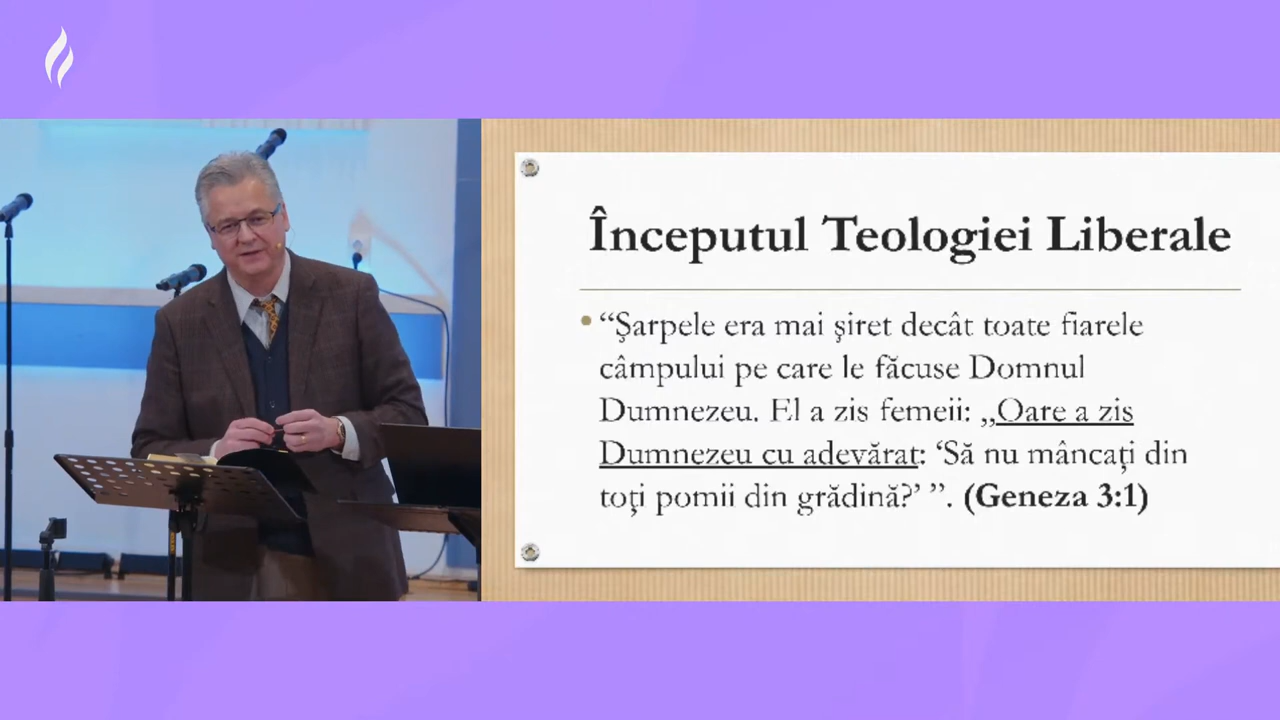 Începutul Teologiei Liberale
“Şarpele era mai şiret decât toate fiarele
câmpului pe care le făcuse Domnul
Dumnezeu. El a zis femeii: „Oare a zis
Dumnezeu cu adevărat: ‘Să nu mâncaţi din
toţi pomii din grădină?’ ”. (Geneza 3:1)